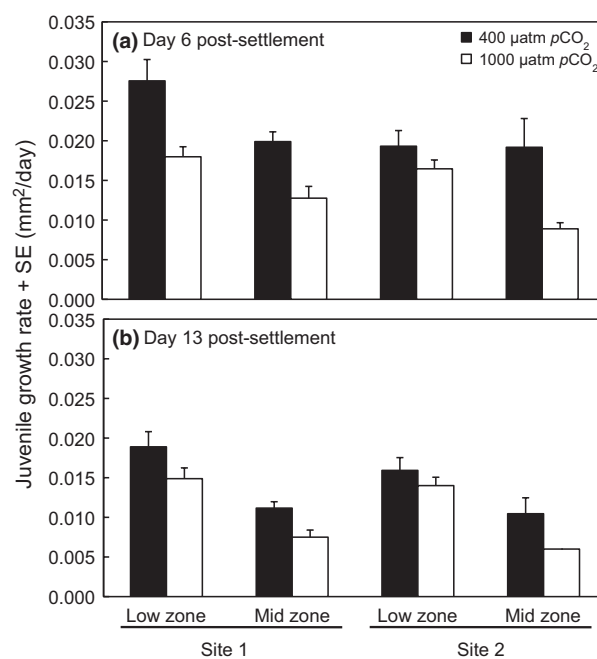 (a) Day 6 post-settlement
400 µatm pCO₂
1000 µatm pCO₂
0.035
0.030
0.025
0.020
0.015
0.010
0.005
0.000
Juvenile growth rate + SE (mm²/day)
(b) Day 13 post-settlement
0.035
0.030
0.025
0.020
0.015
0.010
0.005
0.000
Low zone Mid zone Low zone Mid zone
Site 1 Site 2